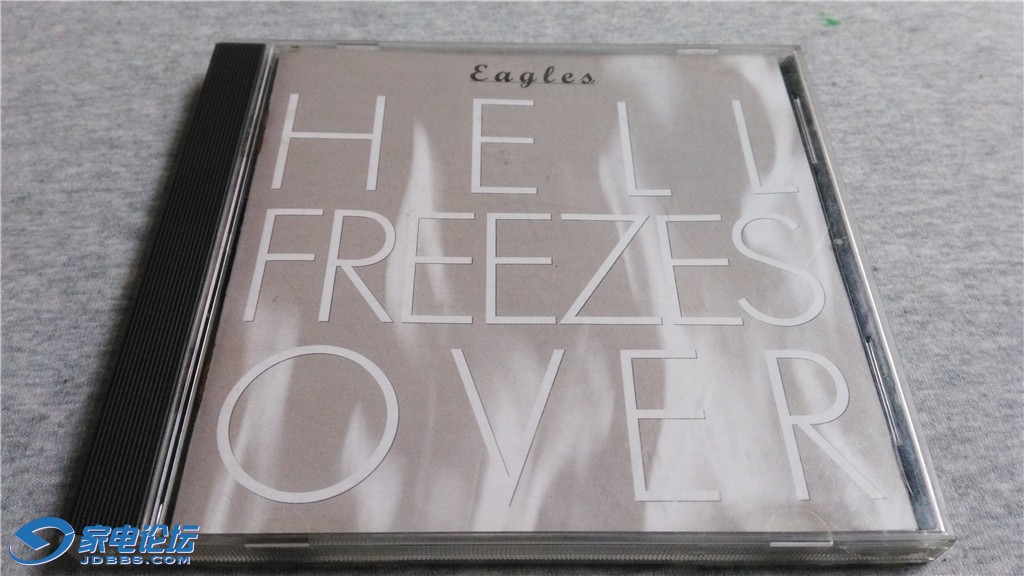 Eagles
HELL
FREEZES
OVER
家电论坛
JDBBS.COM